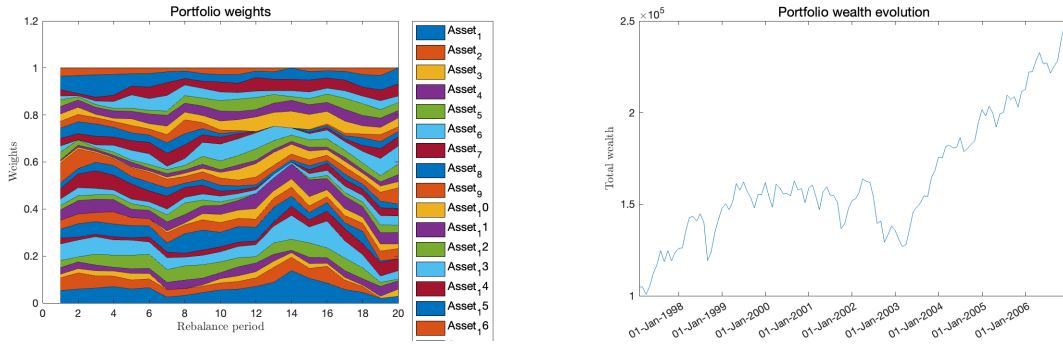 Portfolio weights
1.2
1
0.8
0.6
0.4
0.2
0
Weights
0 2 4 6 8 10 12 14 16 18 20
Rebalance period
Asset₁
Asset₂
Asset₃
Asset₄
Asset₅
Asset₆
Asset₇
Asset₈
Asset₉
Asset₁0
Asset₁1
Asset₁2
Asset₁3
Asset₁4
Asset₁5
Asset₁6
Portfolio wealth evolution
×10⁵
2.5
2
1.5
1
Total wealth
01-Jan-1998
01-Jan-1999
01-Jan-2000
01-Jan-2001
01-Jan-2002
01-Jan-2003
01-Jan-2004
01-Jan-2005
01-Jan-2006